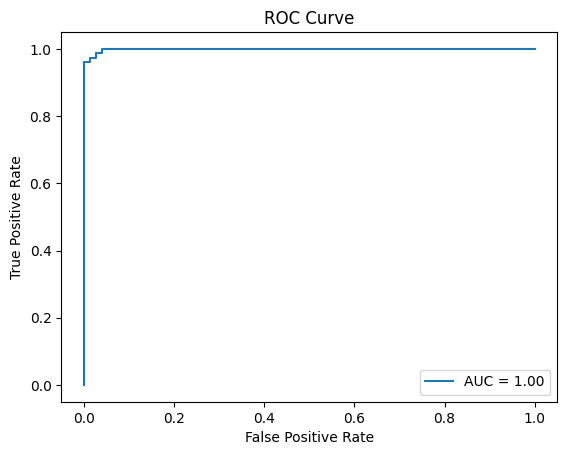 ROC Curve
True Positive Rate
1.0
0.8
0.6
0.4
0.2
0.0
AUC = 1.00
0.0 0.2 0.4 0.6 0.8 1.0
False Positive Rate